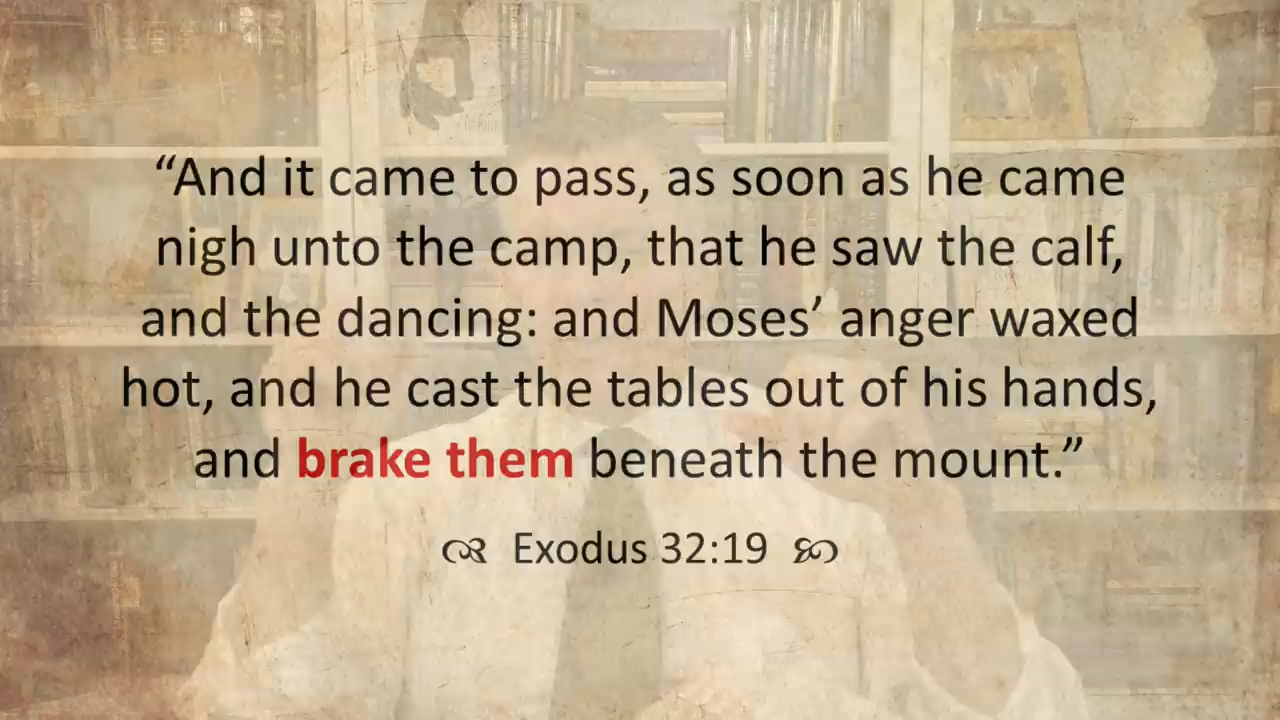 “And it came to pass, as soon as he came
nigh unto the camp, that he saw the calf,
and the dancing: and Moses’ anger waxed
hot, and he cast the tables out of his hands,
and brake them beneath the mount.”
Exodus 32:19